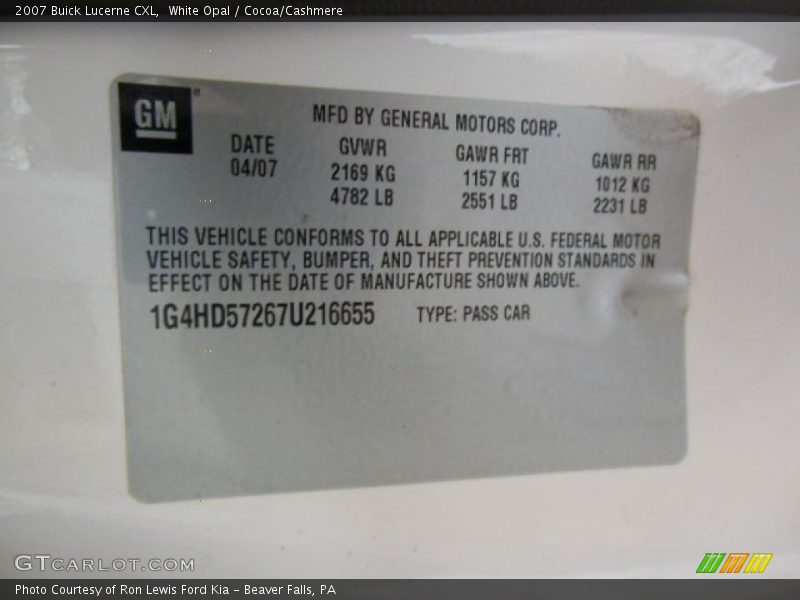 2007 Buick Lucerne CXL,  White Opal / Cocoa/Cashmere
GM
MFD BY GENERAL MOTORS CORP.
DATE GVWR GAWR FRT GAWR RR
04/07 2169 KG 1157 KG 1012 KG
4782 LB 2551 LB 2231 LB
THIS VEHICLE CONFORMS TO ALL APPLICABLE U.S. FEDERAL MOTOR
VEHICLE SAFETY, BUMPER, AND THEFT PREVENTION STANDARDS IN
EFFECT ON THE DATE OF MANUFACTURE SHOWN ABOVE.
1G4HD57267U216655 TYPE: PASS CAR
GTCARLOT.COM
Photo Courtesy of Ron Lewis Ford Kia - Beaver Falls, PA